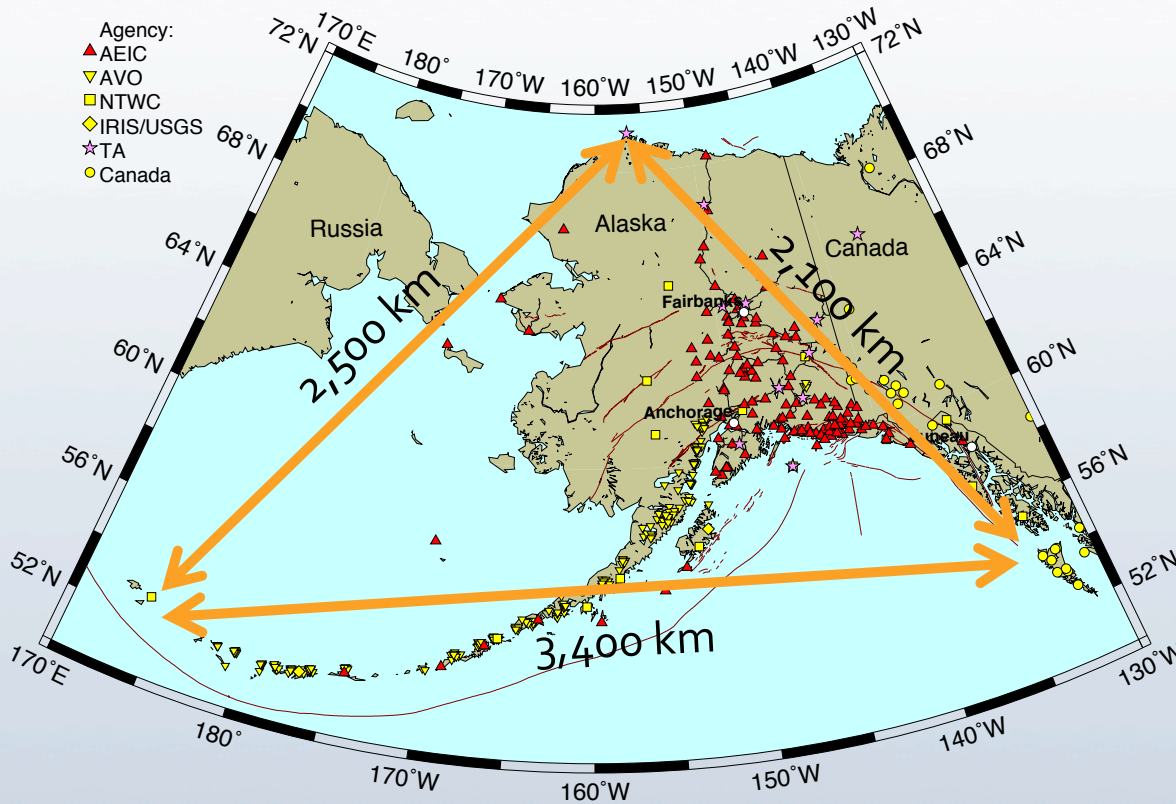 Agency:
AEIC
AVO
NTWC
IRIS/USGS
TA
Canada
170˚E
180˚
170˚W
160˚W
150˚W
140˚W
130˚W
72˚N
72˚N
68˚N
68˚N
64˚N
64˚N
60˚N
60˚N
56˚N
56˚N
52˚N
52˚N
Russia
Alaska
Canada
Fairbanks
Anchorage
2,500 km
2,100 km
3,400 km
170˚E
180˚
170˚W
160˚W
150˚W
140˚W
130˚W